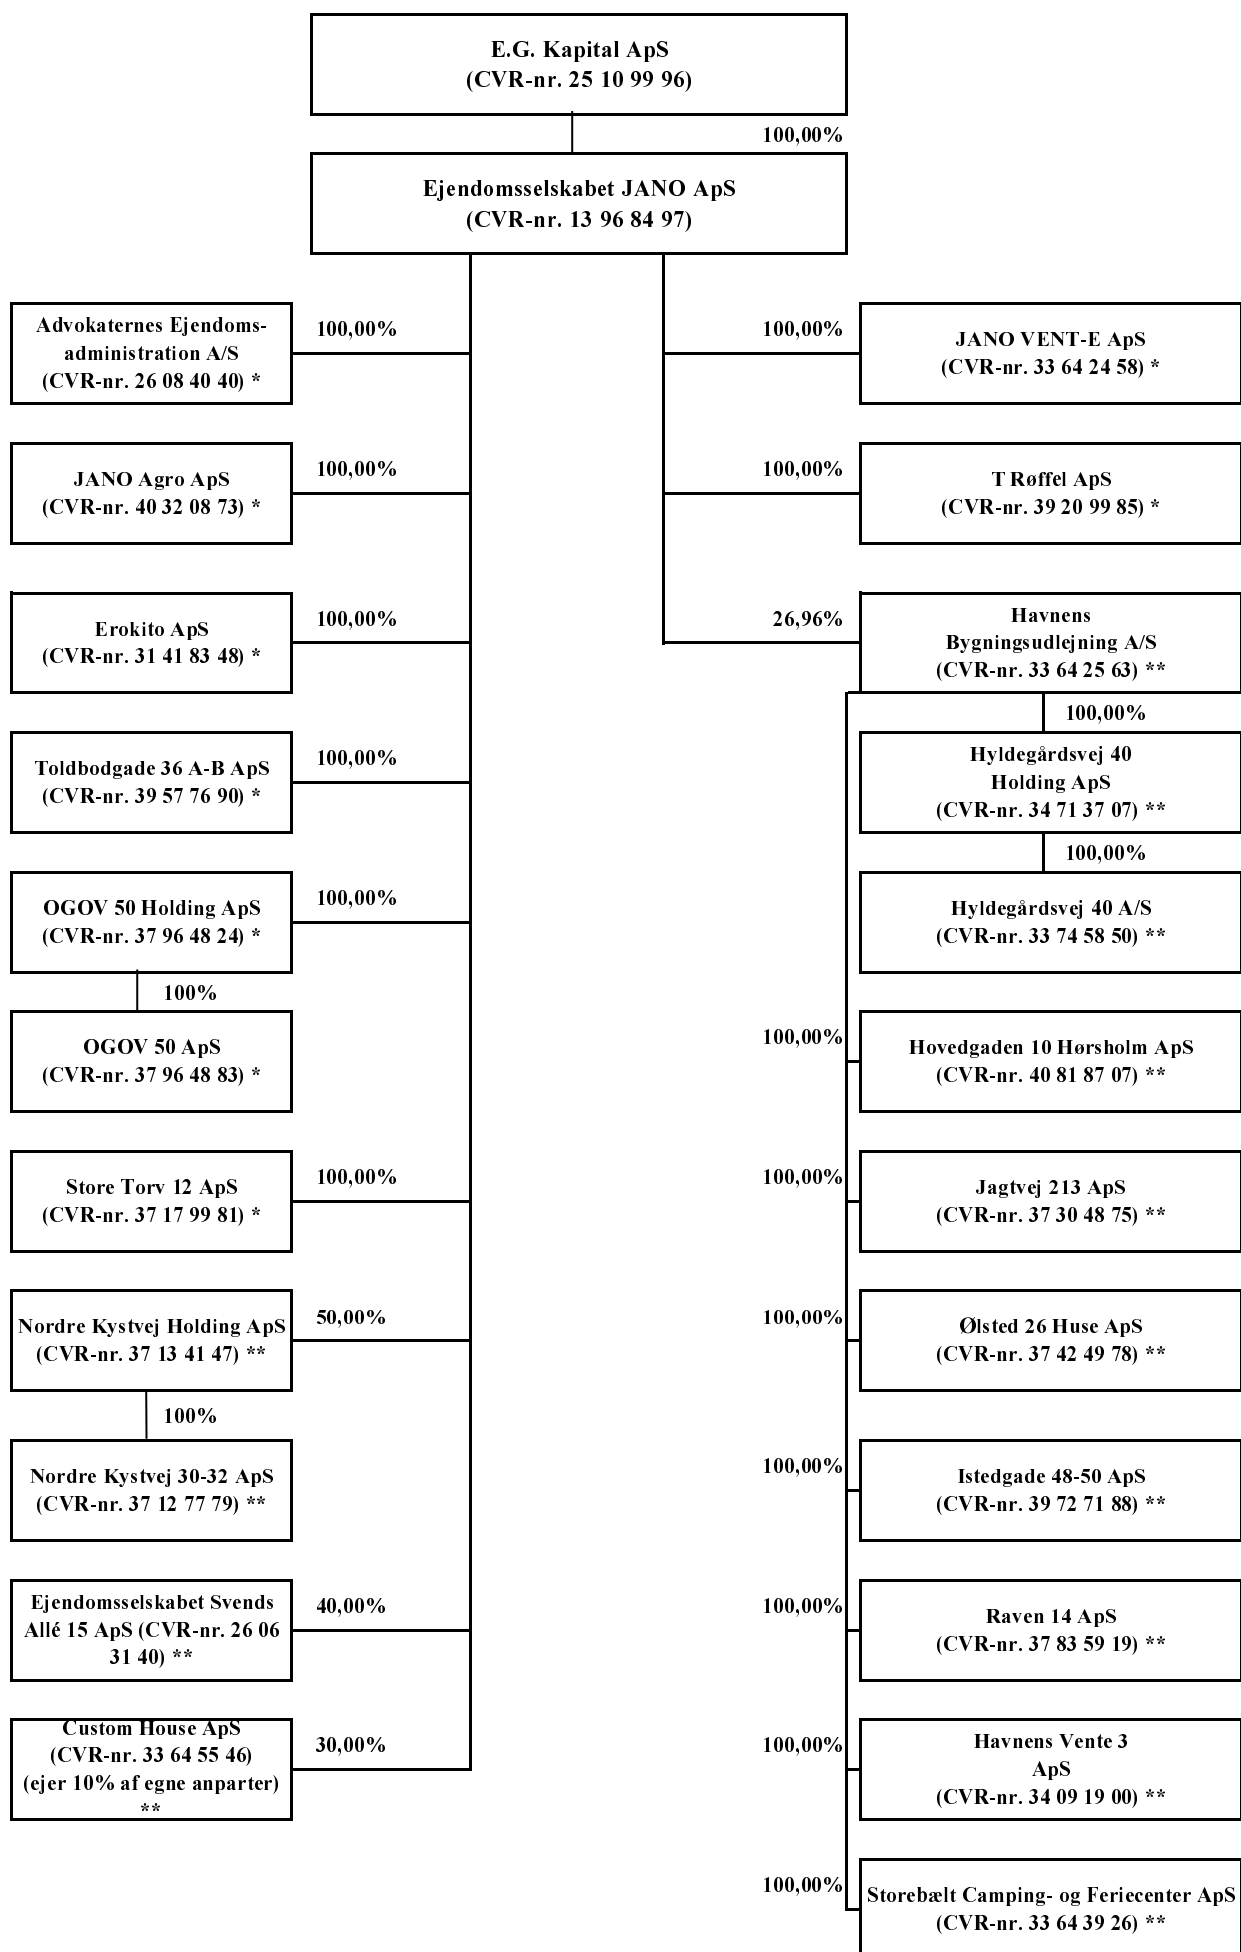 E.G. Kapital ApS
(CVR-nr. 25 10 99 96)
100,00%
Ejendomsselskabet JANO ApS
(CVR-nr. 13 96 84 97)
Advokaternes Ejendoms-
administration A/S
(CVR-nr. 26 08 40 40) *
100,00%
JANO Agro ApS
(CVR-nr. 40 32 08 73) *
100,00%
Erokito ApS
(CVR-nr. 31 41 83 48) *
100,00%
Toldbodgade 36 A-B ApS
(CVR-nr. 39 57 76 90) *
100,00%
OGOV 50 Holding ApS
(CVR-nr. 37 96 48 24) *
100,00%
100%
OGOV 50 ApS
(CVR-nr. 37 96 48 83) *
Store Torv 12 ApS
(CVR-nr. 37 17 99 81) *
100,00%
Nordre Kystvej Holding ApS
(CVR-nr. 37 13 41 47) **
50,00%
100%
Nordre Kystvej 30-32 ApS
(CVR-nr. 37 12 77 79) **
Ejendomsselskabet Svends
Allé 15 ApS (CVR-nr. 26 06
31 40) **
40,00%
Custom House ApS
(CVR-nr. 33 64 55 46)
(ejer 10% af egne anparter)
**
30,00%
100,00%
JANO VENT-E ApS
(CVR-nr. 33 64 24 58) *
100,00%
T Røffel ApS
(CVR-nr. 39 20 99 85) *
26,96%
Havnens
Bygningsudlejning A/S
(CVR-nr. 33 64 25 63) **
100,00%
Hyldegårdsvej 40
Holding ApS
(CVR-nr. 34 71 37 07) **
100,00%
Hyldegårdsvej 40 A/S
(CVR-nr. 33 74 58 50) **
100,00%
Hovedgaden 10 Hørsholm ApS
(CVR-nr. 40 81 87 07) **
100,00%
Jagtvej 213 ApS
(CVR-nr. 37 30 48 75) **
100,00%
Ølsted 26 Huse ApS
(CVR-nr. 37 42 49 78) **
100,00%
Istedgade 48-50 ApS
(CVR-nr. 39 72 71 88) **
100,00%
Raven 14 ApS
(CVR-nr. 37 83 59 19) **
100,00%
Havnens Vente 3
ApS
(CVR-nr. 34 09 19 00) **
100,00%
Storebælt Camping- og Feriecenter ApS
(CVR-nr. 33 64 39 26) **